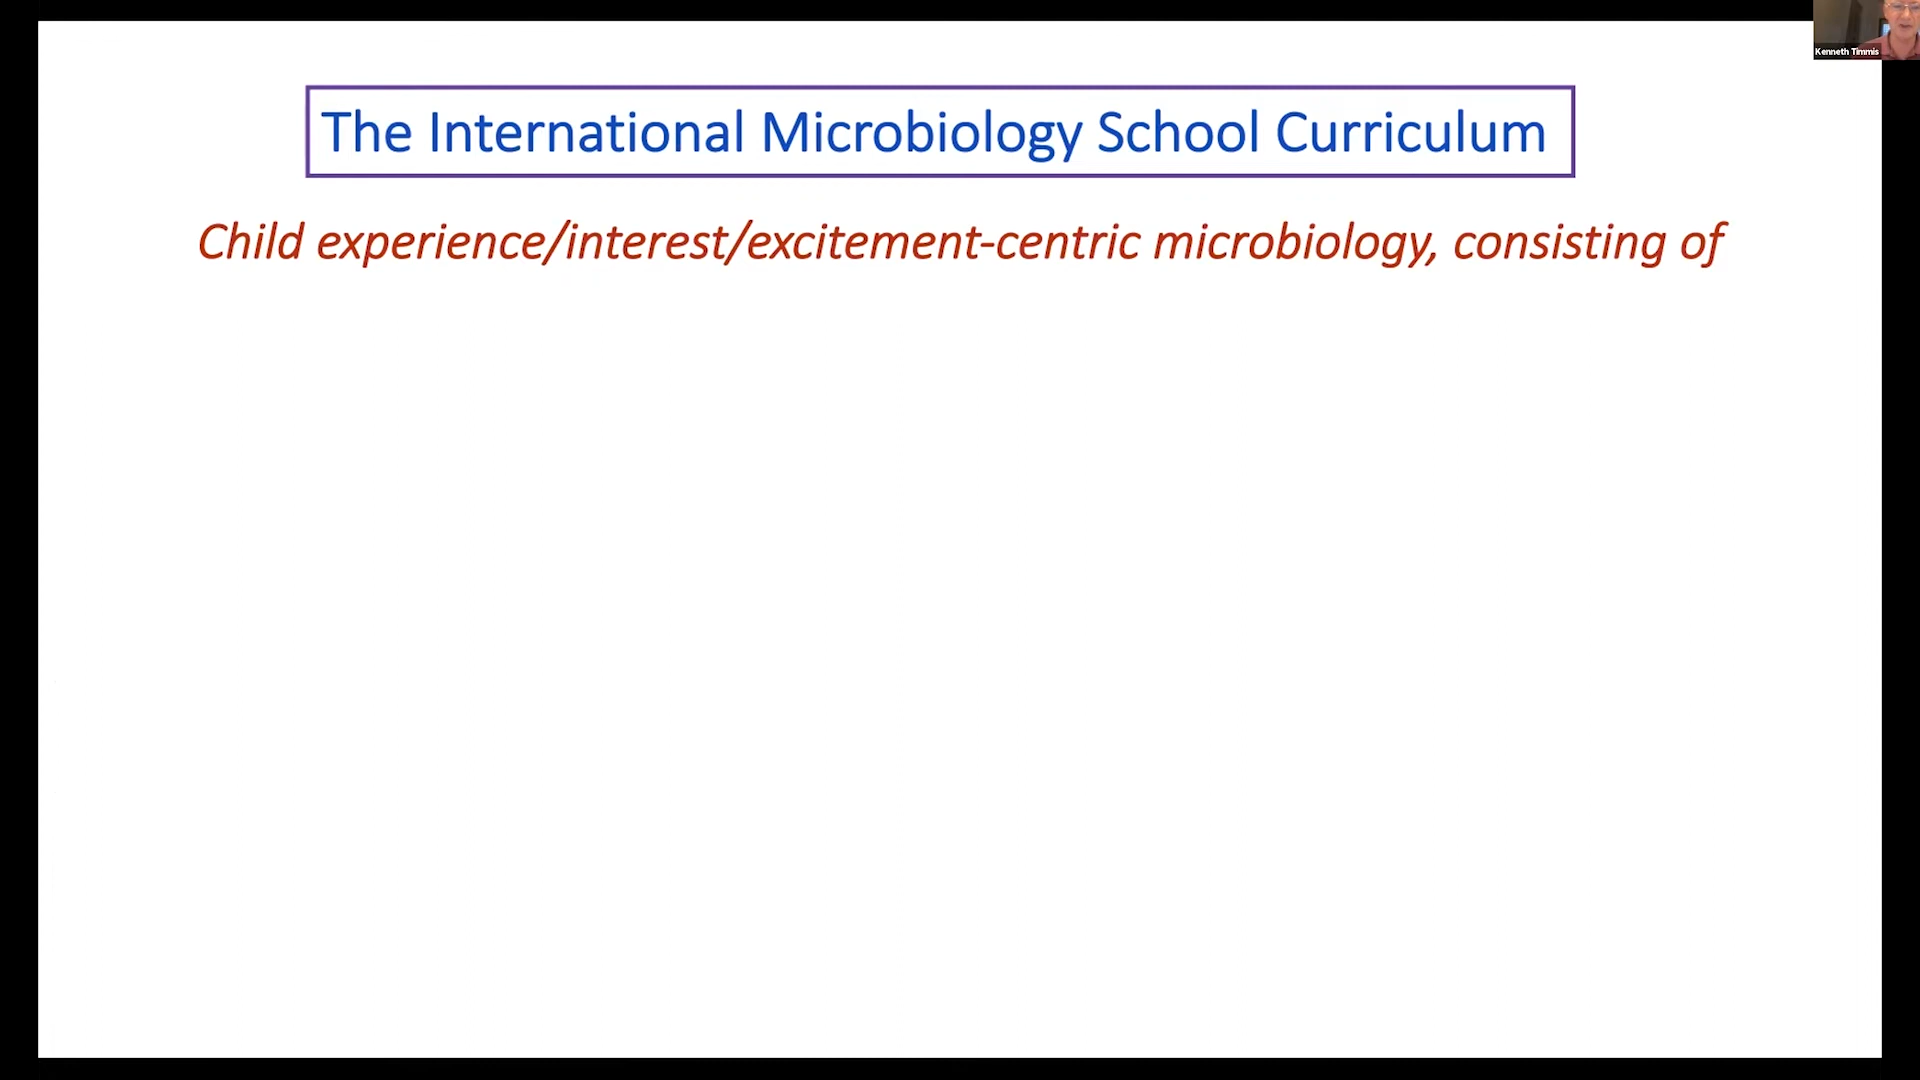 Kenneth Timmis
The International Microbiology School Curriculum
Child experience/interest/excitement-centric microbiology, consisting of